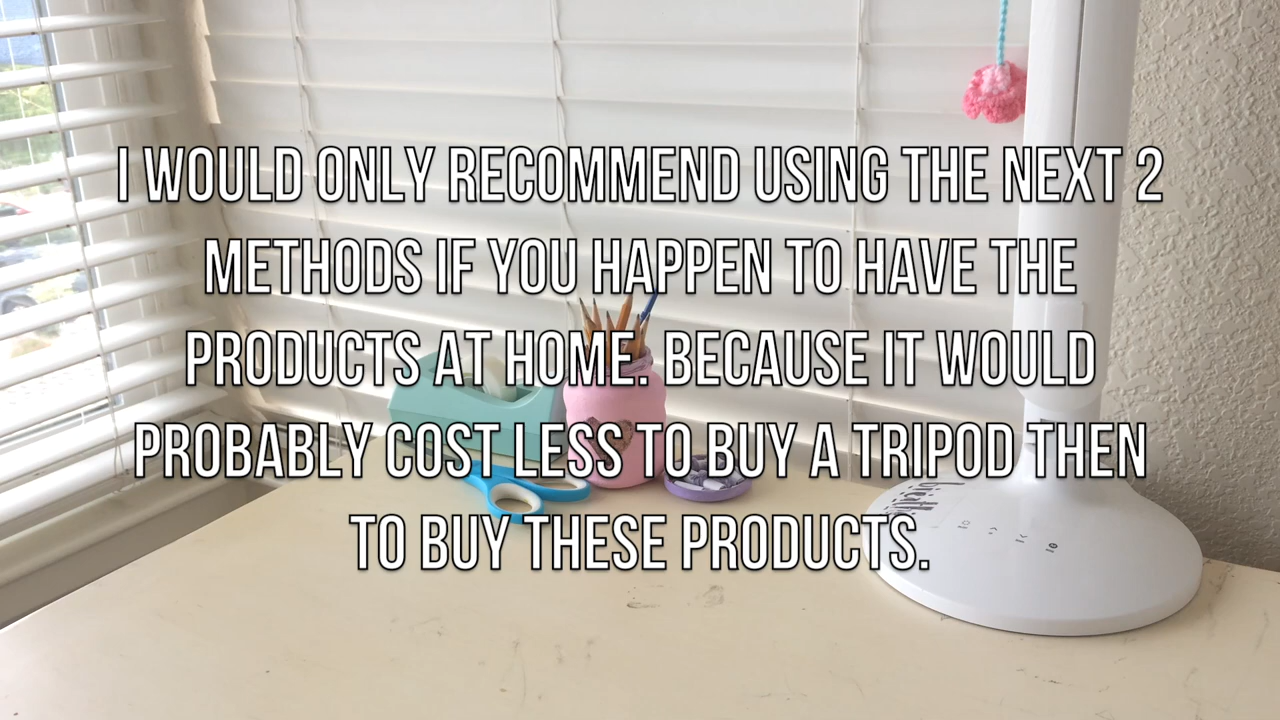 I WOULD ONLY RECOMMEND USING THE NEXT 2
METHODS IF YOU HAPPEN TO HAVE THE
PRODUCTS AT HOME. BECAUSE IT WOULD
PROBABLY COST LESS TO BUY A TRIPOD THEN
TO BUY THESE PRODUCTS.